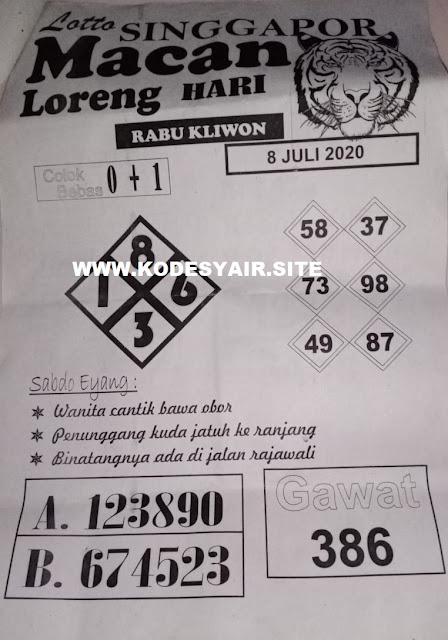 Lotto SINGGAPOR
Macan
Loreng HARI
RABU KLIWON
8 JULI 2020
Colok
Bebas 0 + 1
8
1 6
3
58 37
73 98
49 87
WWW.KODESYAIR.SITE
Sabdo Eyang :
✷ Wanita cantik bawa obor
✷ Penunggang kuda jatuh ke ranjang
✷ Binatangnya ada di jalan rajawali
A. 123890
B. 674523
Gawat
386